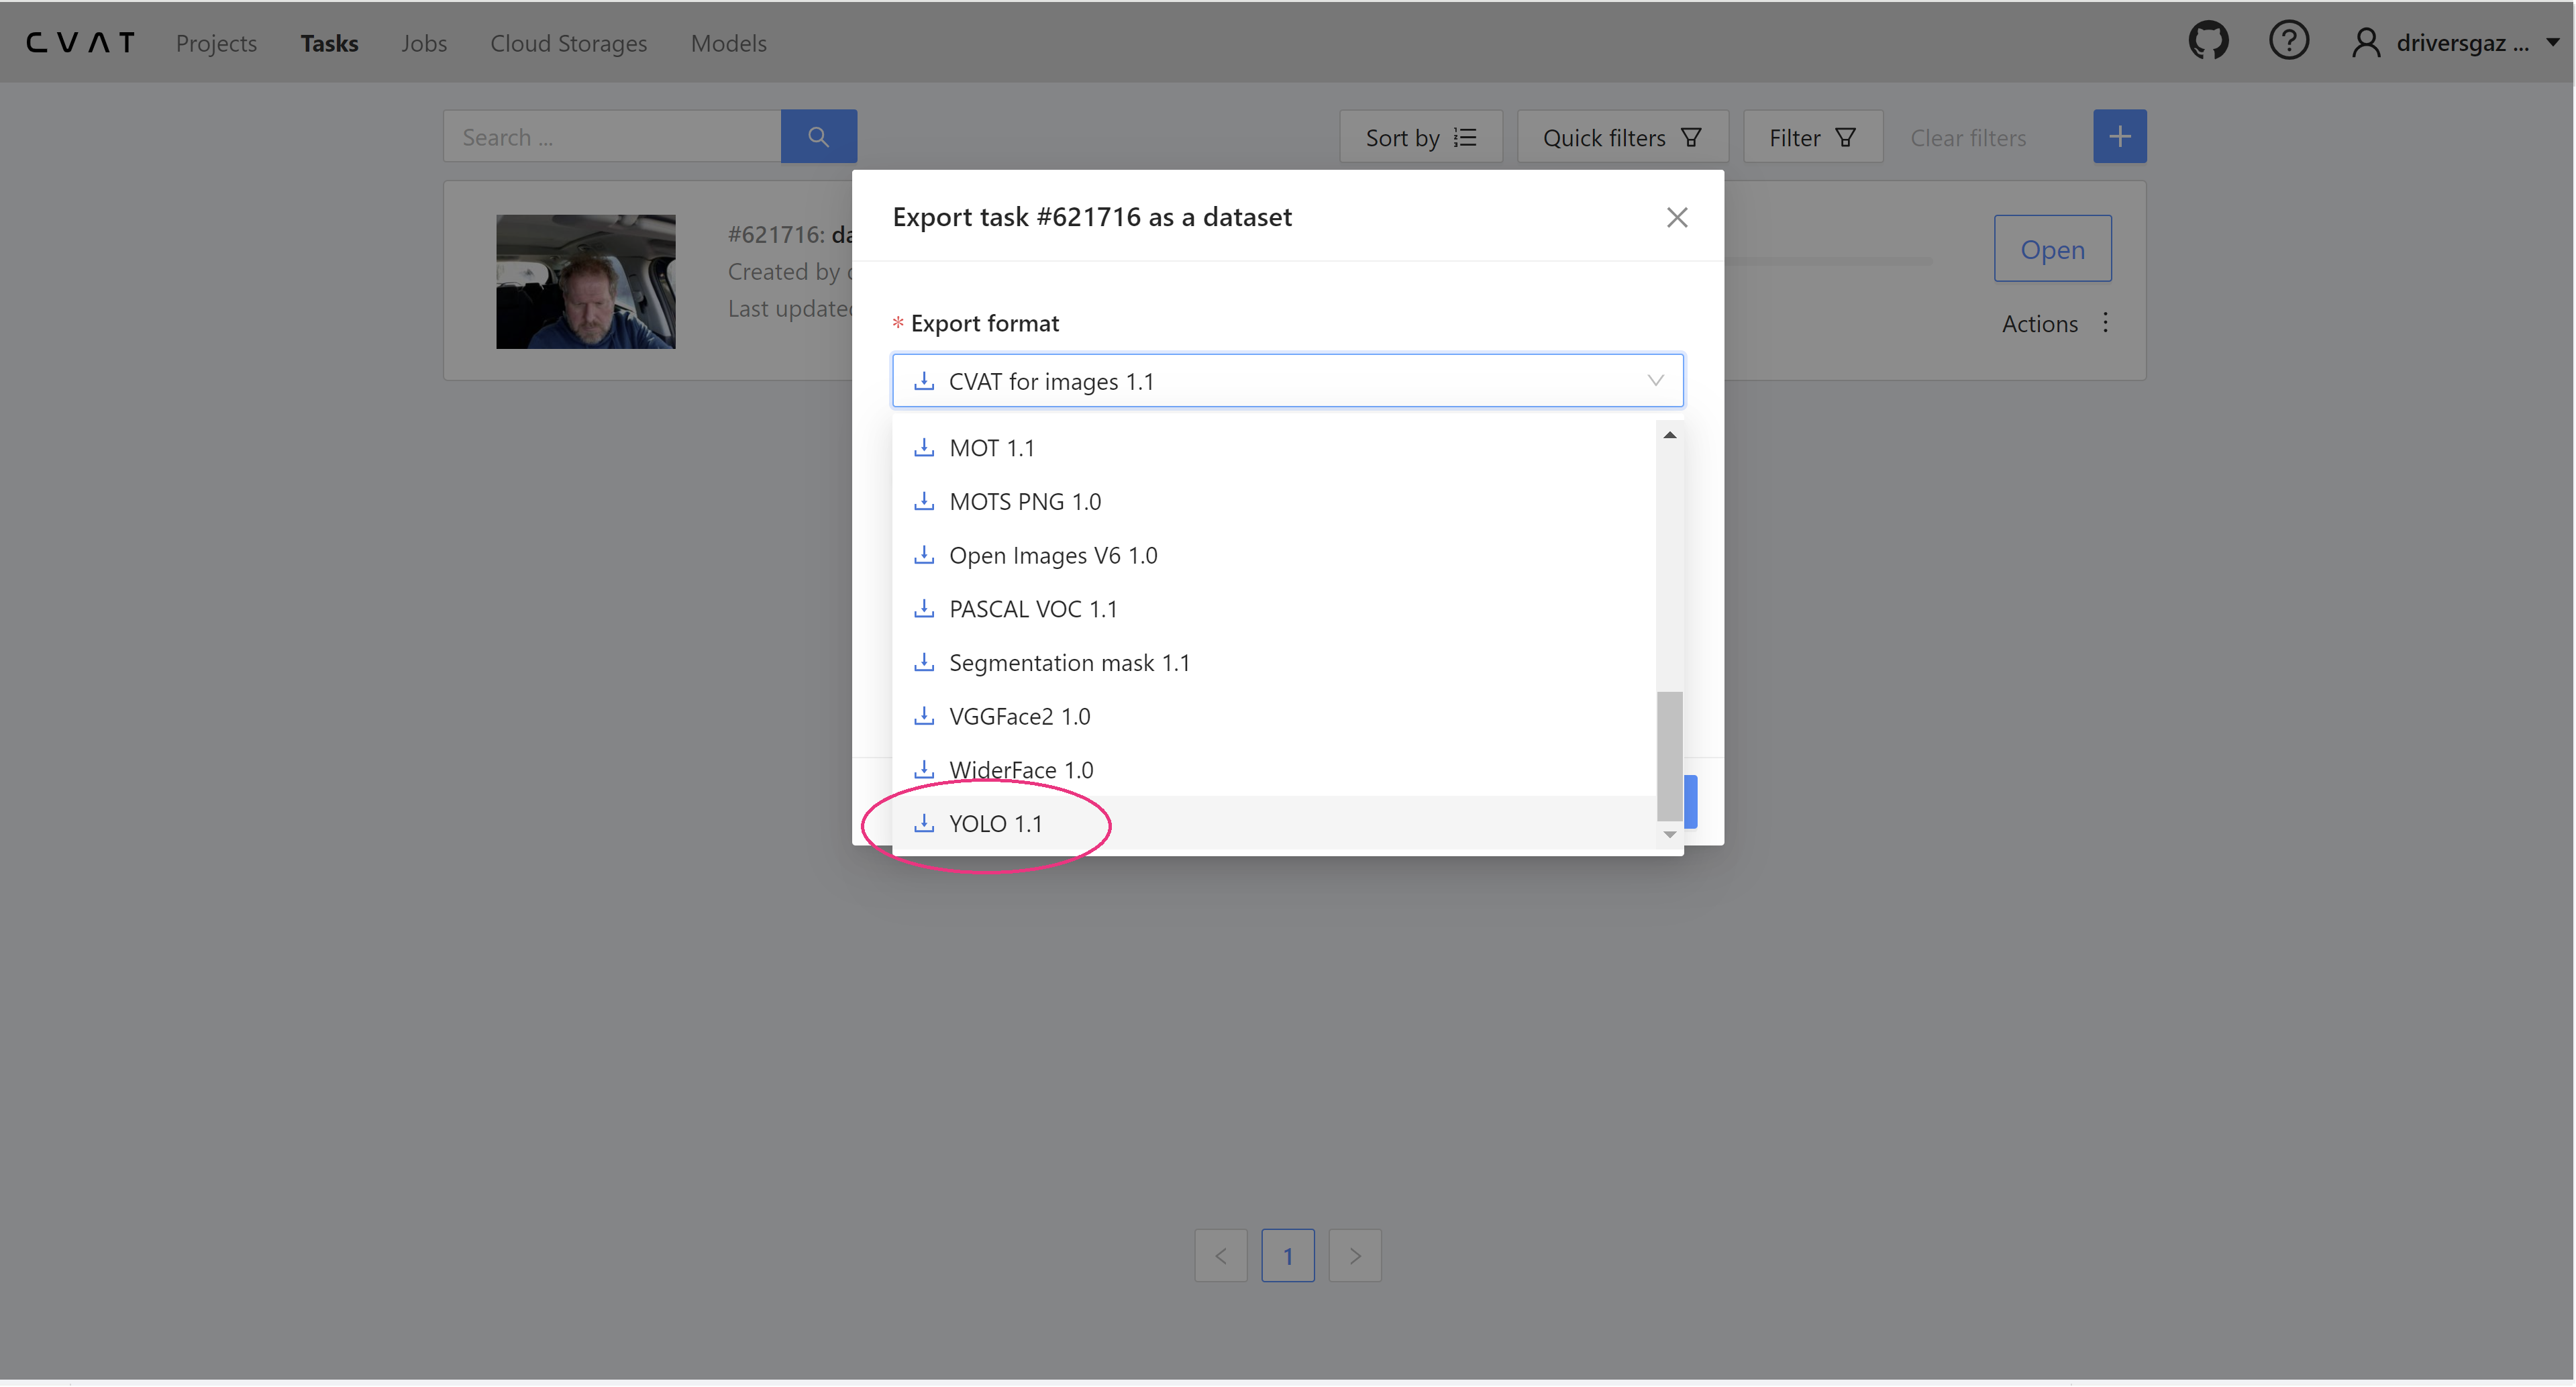 CVAT Projects Tasks Jobs Cloud Storages Models driversgaz ...
Search ... Sort by Quick filters Filter Clear filters
Export task #621716 as a dataset
#621716: da
Created by
Last updated
Open
Actions
* Export format
CVAT for images 1.1
MOT 1.1
MOTS PNG 1.0
Open Images V6 1.0
PASCAL VOC 1.1
Segmentation mask 1.1
VGGFace2 1.0
WiderFace 1.0
YOLO 1.1
1